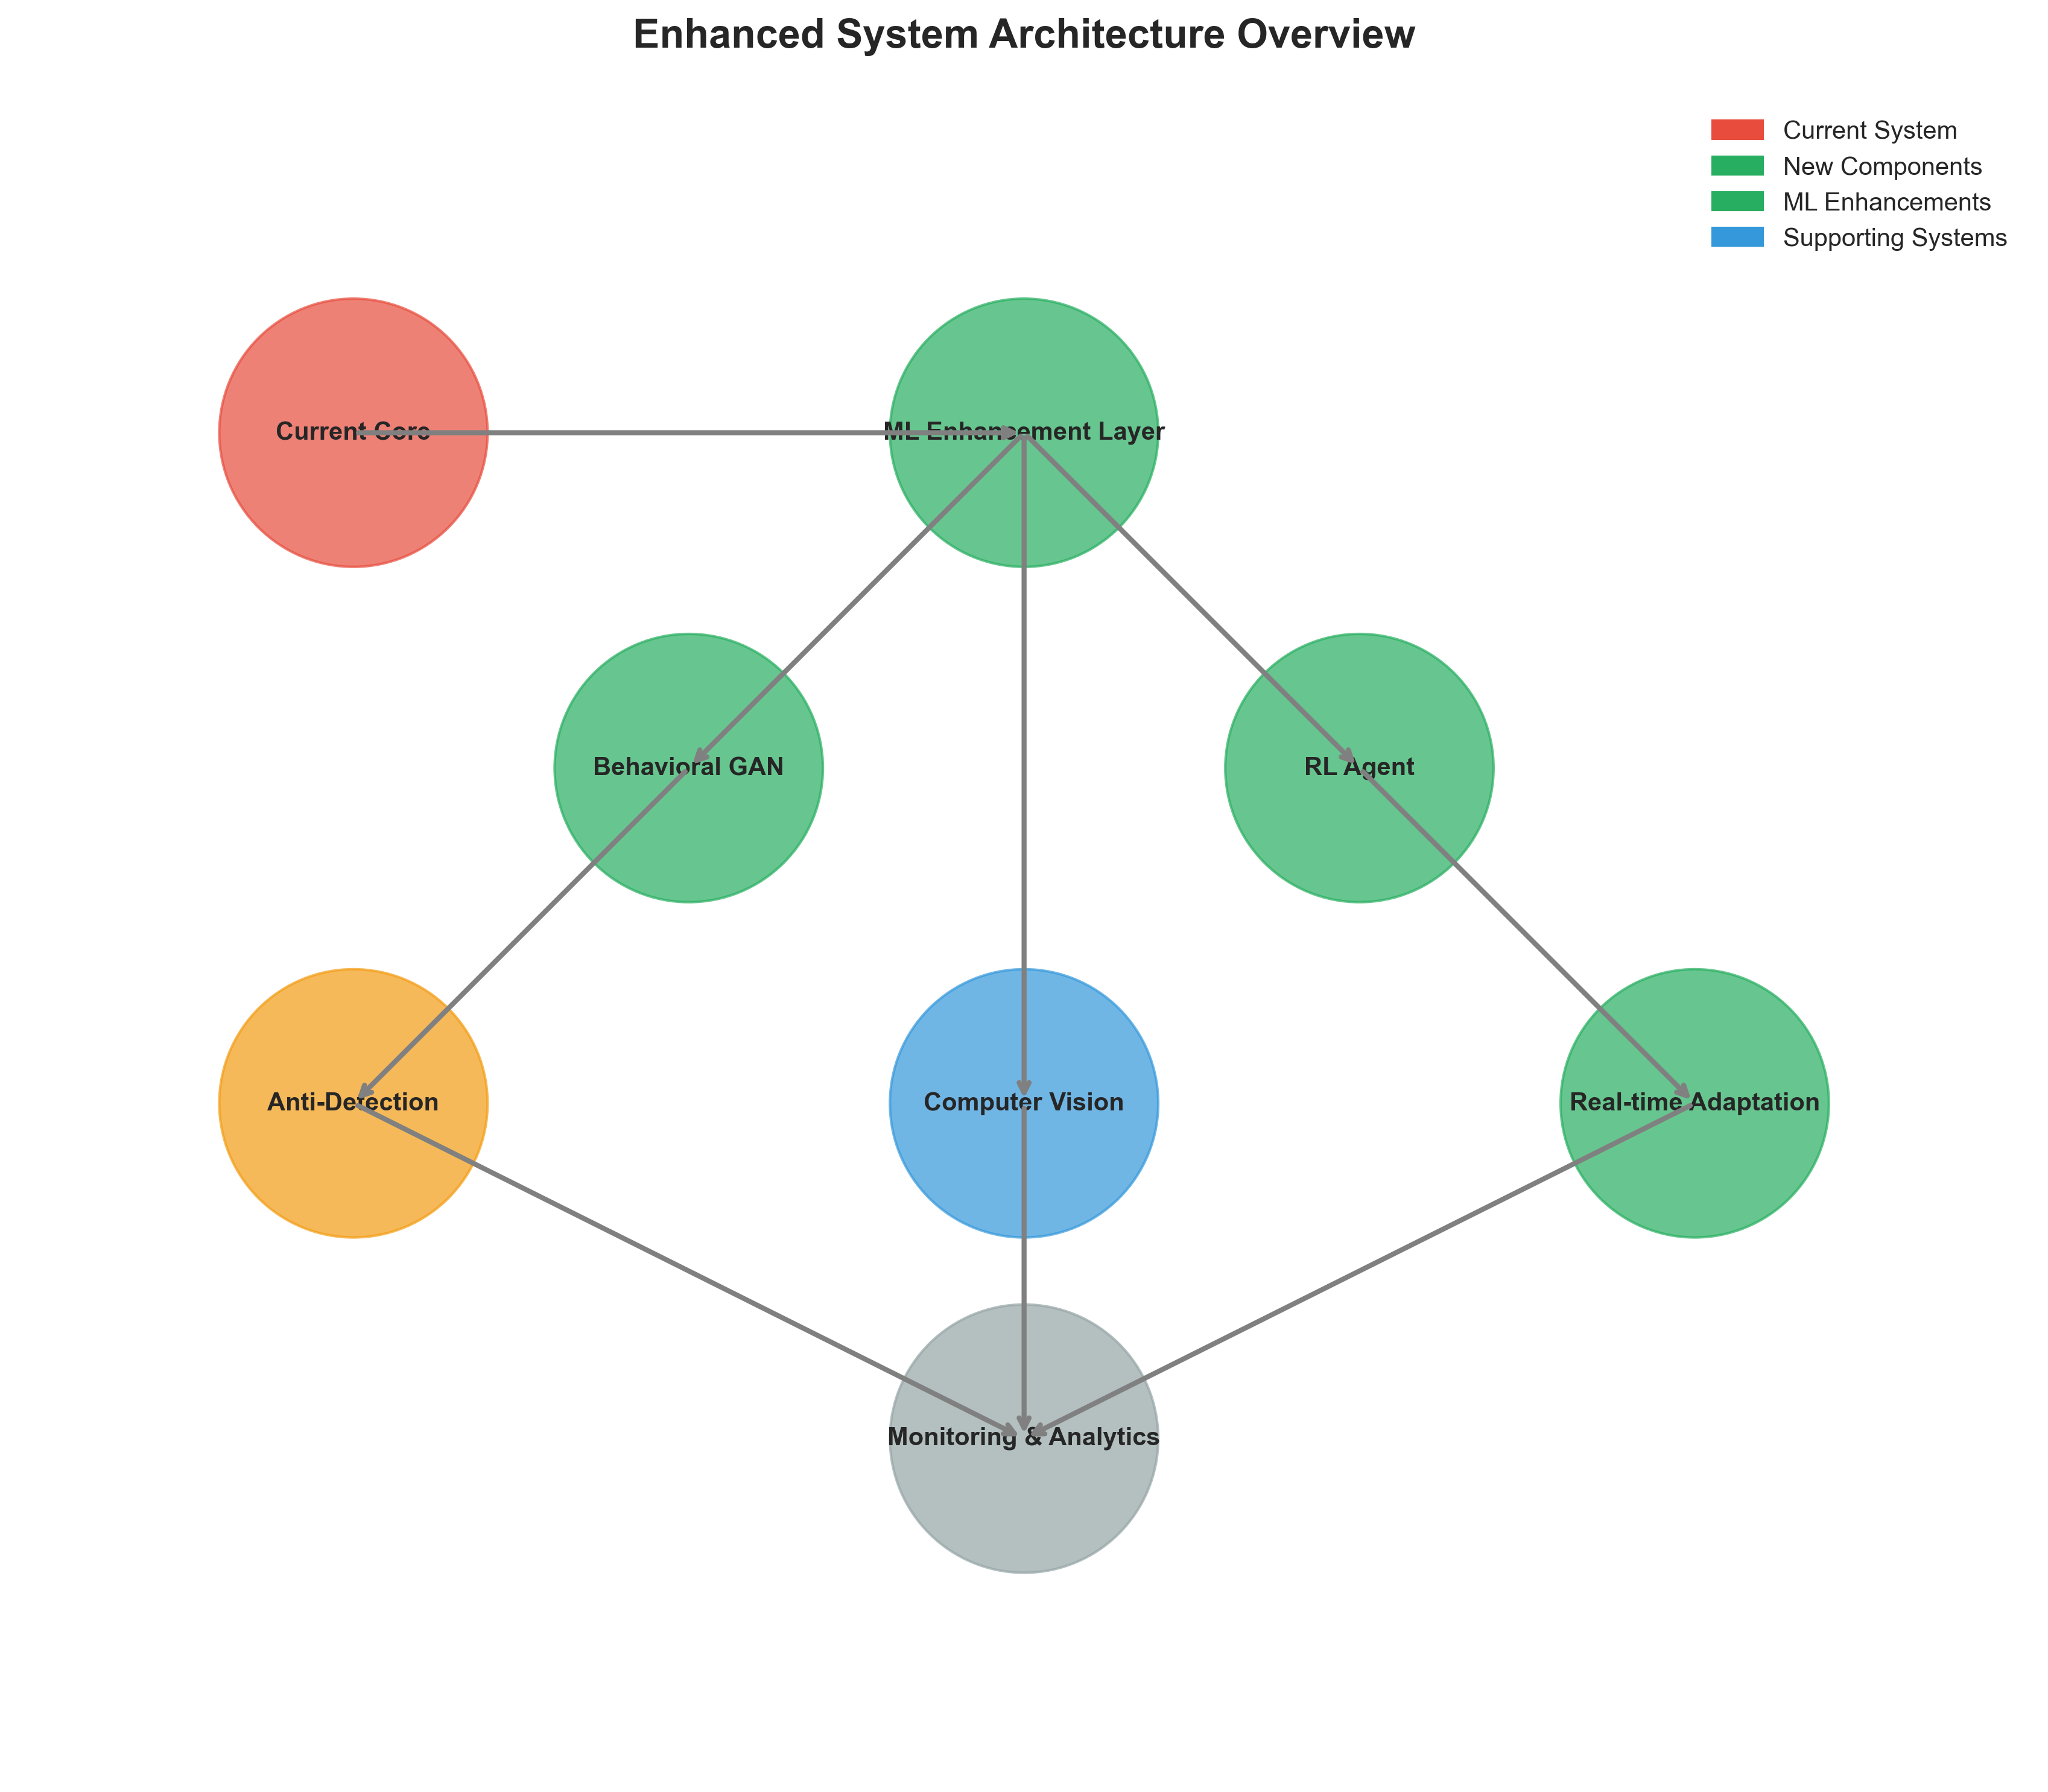 Enhanced System Architecture Overview
Current System
New Components
ML Enhancements
Supporting Systems
Current Core
ML Enhancement Layer
Behavioral GAN
RL Agent
Anti-Detection
Computer Vision
Real-time Adaptation
Monitoring & Analytics